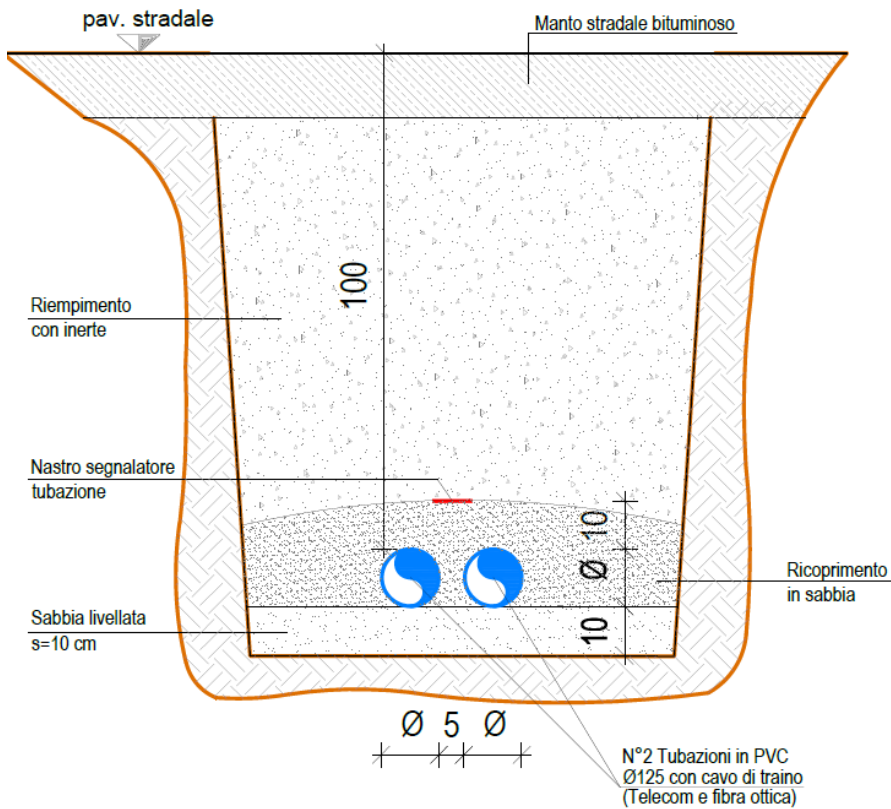 pav. stradale
Manto stradale bituminoso
100
Riempimento
con inerte
Nastro segnalatore
tubazione
10
Ø
Ricoprimento
in sabbia
Sabbia livellata
s=10 cm
10
Ø 5 Ø
N°2 Tubazioni in PVC
Ø125 con cavo di traino
(Telecom e fibra ottica)